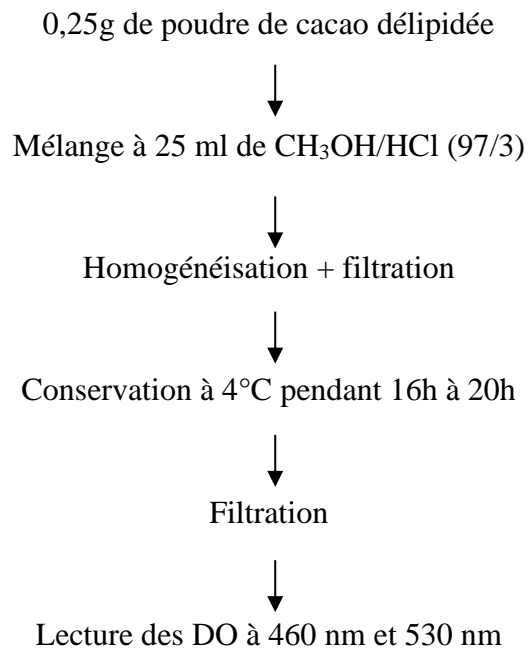 0,25g de poudre de cacao délipidée
Mélange à 25 ml de CH₃OH/HCl (97/3)
Homogénéisation + filtration
Conservation à 4°C pendant 16h à 20h
Filtration
Lecture des DO à 460 nm et 530 nm